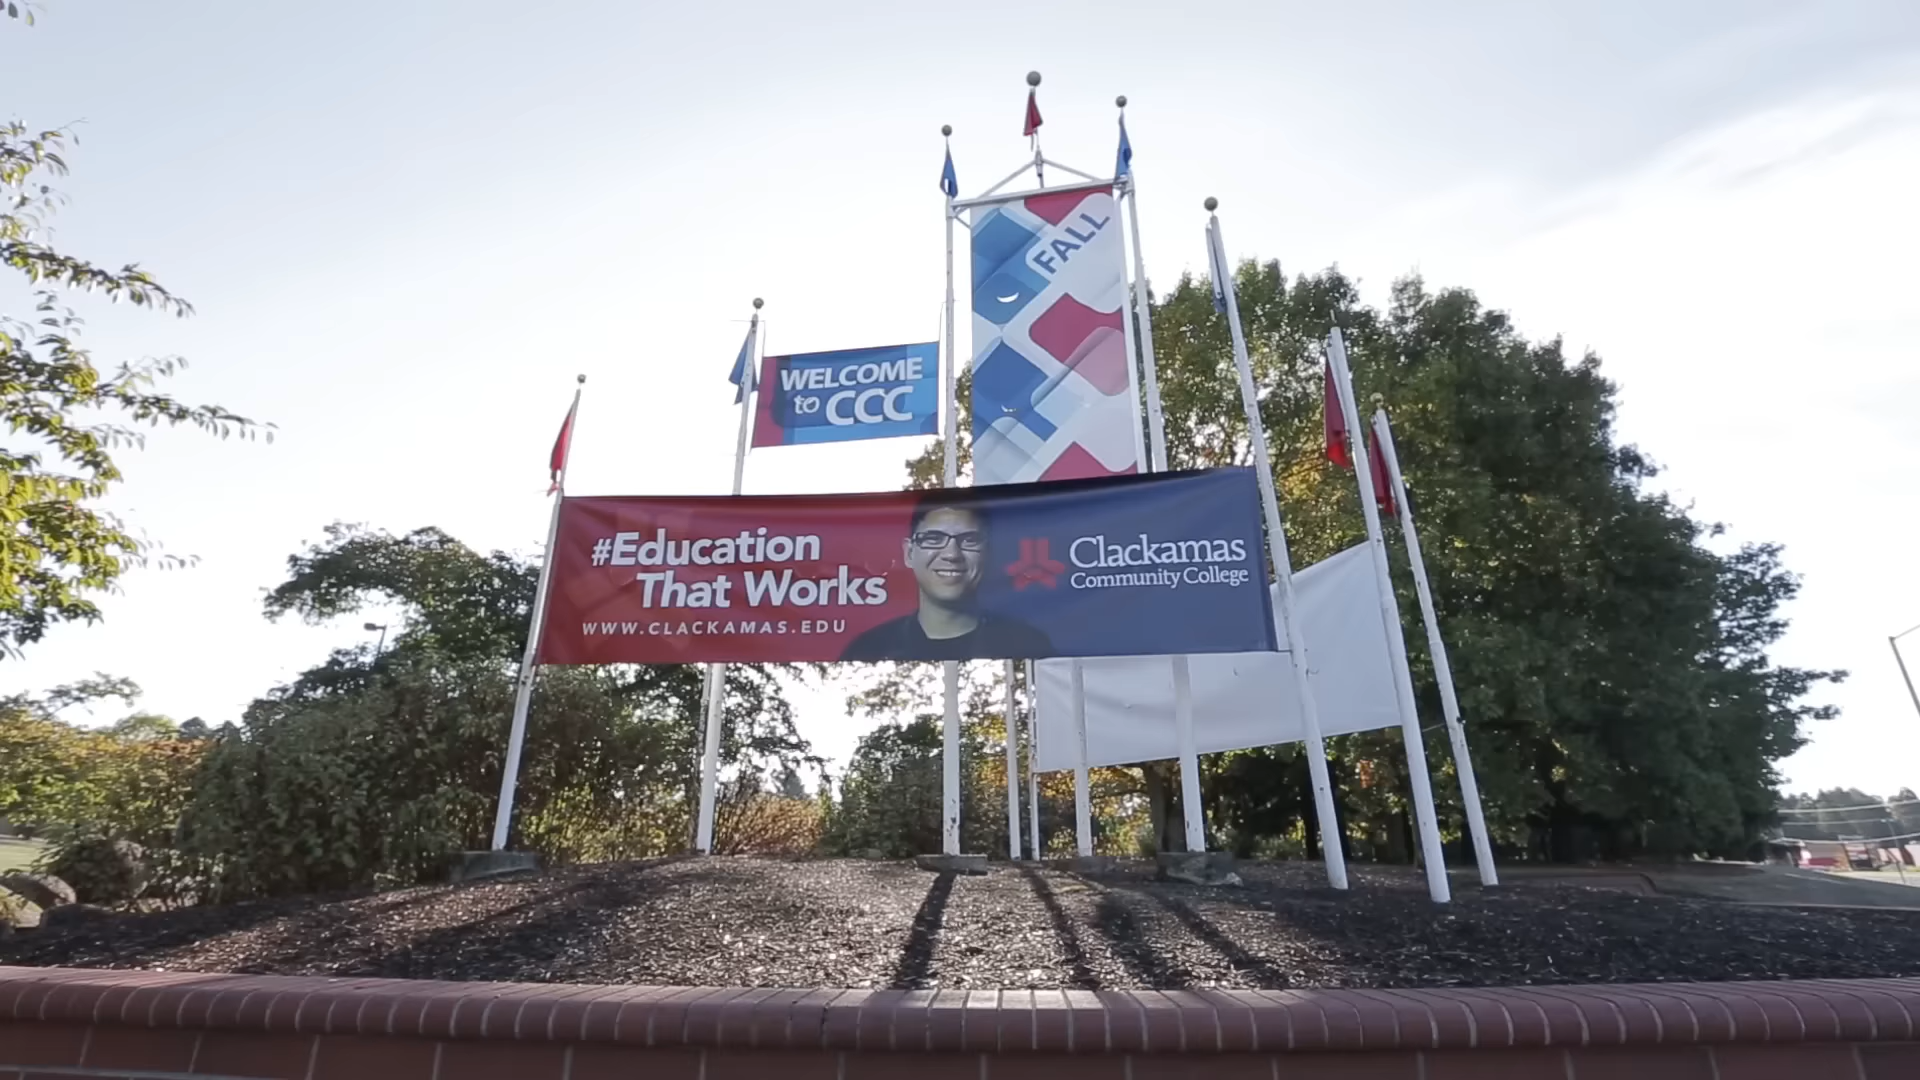 FALL
WELCOME
to CCC
#Education
That Works
WWW.CLACKAMAS.EDU
Clackamas
Community College